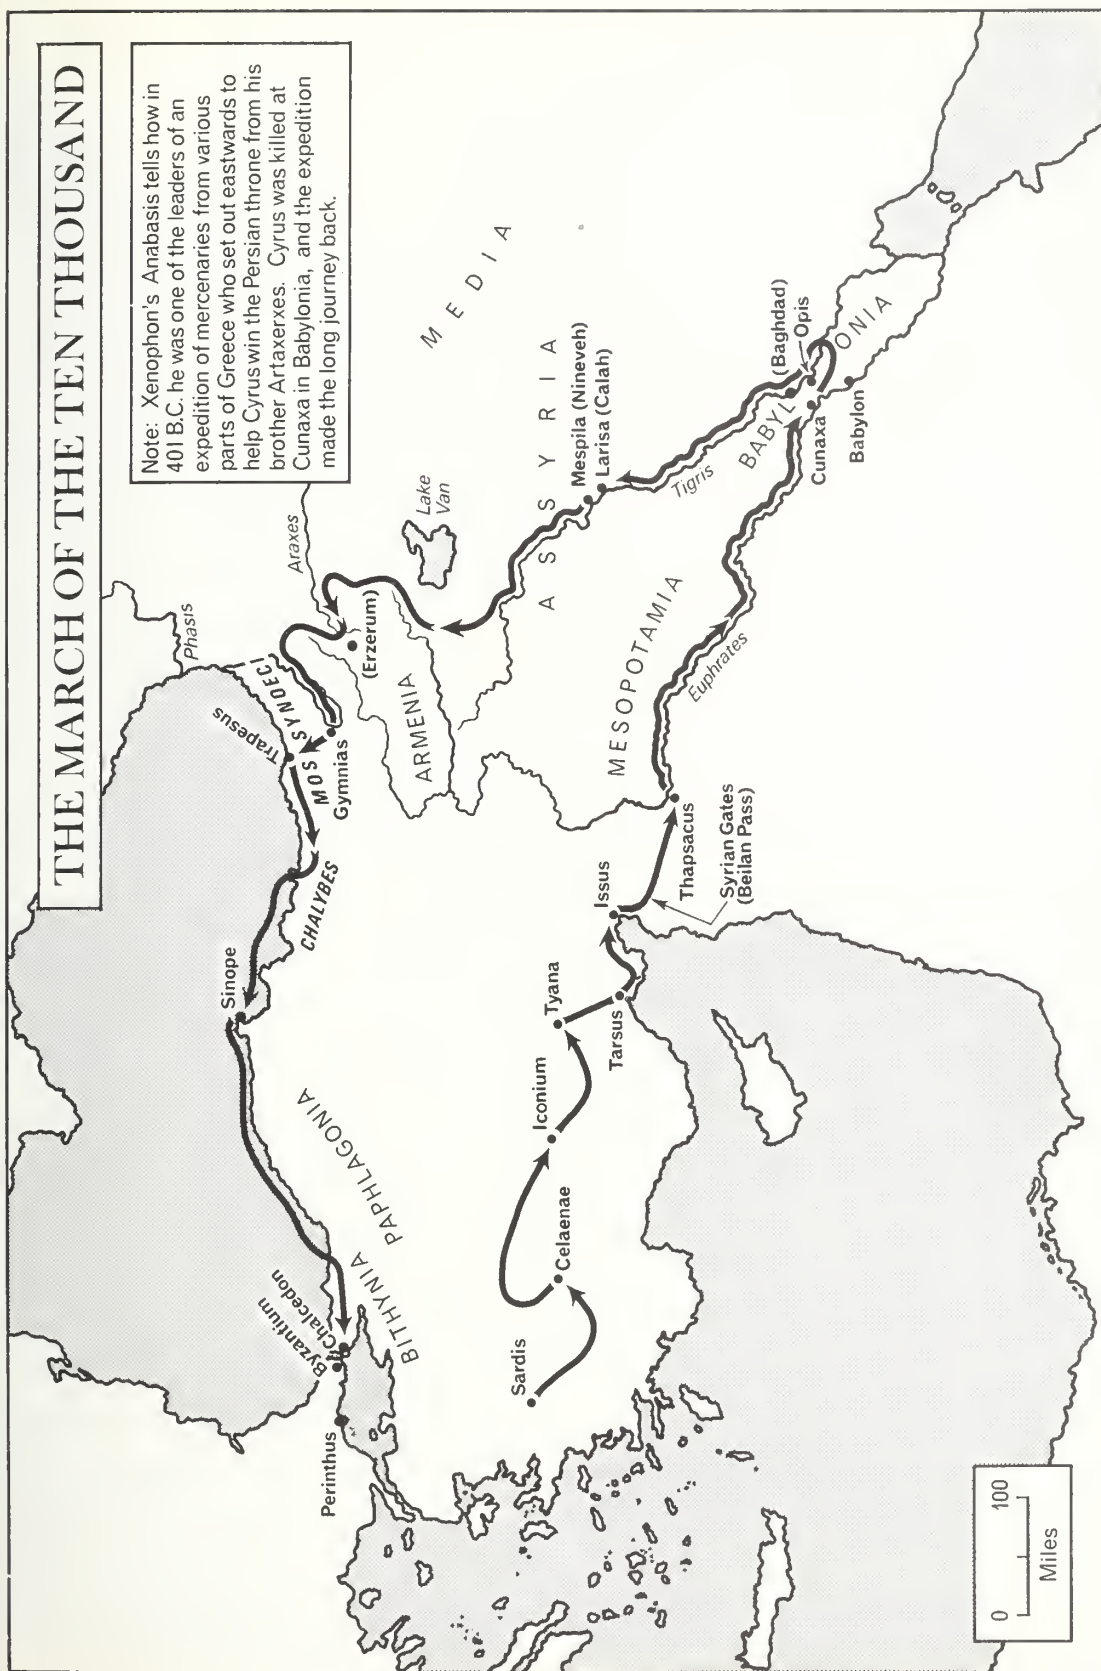 THE MARCH OF THE TEN THOUSAND
Note: Xenophon's Anabasis tells how in
401 B.C. he was one of the leaders of an
expedition of mercenaries from various
parts of Greece who set out eastwards to
help Cyrus win the Persian throne from his
brother Artaxerxes. Cyrus was killed at
Cunaxa in Babylonia, and the expedition
made the long journey back.
Phasis
Araxes
Trapesus
MOSSYNOECI
Gymnias
(Erzerum)
ARMENIA
Lake
Van
MEDIA
CHALYBES
Sinope
PAPHLAGONIA
BITHYNIA
Byzantium
Chalcedon
Perinthus
Sardis
Celaenae
Iconium
Tyana
Tarsus
Issus
Syrian Gates
(Beilan Pass)
Thapsacus
MESOPOTAMIA
Euphrates
ASSYRIA
Mespila (Nineveh)
Larisa (Calah)
Tigris
BABYLONIA
(Baghdad)
Opis
Cunaxa
Babylon
0 100
Miles